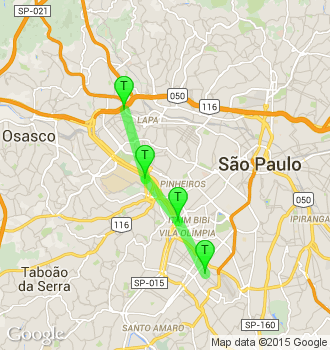 SP-021
T
050
116
LAPA
Osasco
T
São Paulo
PINHEIROS
050
T
116
ITAIM BIBI
VILA OLIMPIA
IPIRANGA
T
Taboão
da Serra
SP-015
SANTO AMARO
SP-160
Google
Map data ©2015 Google